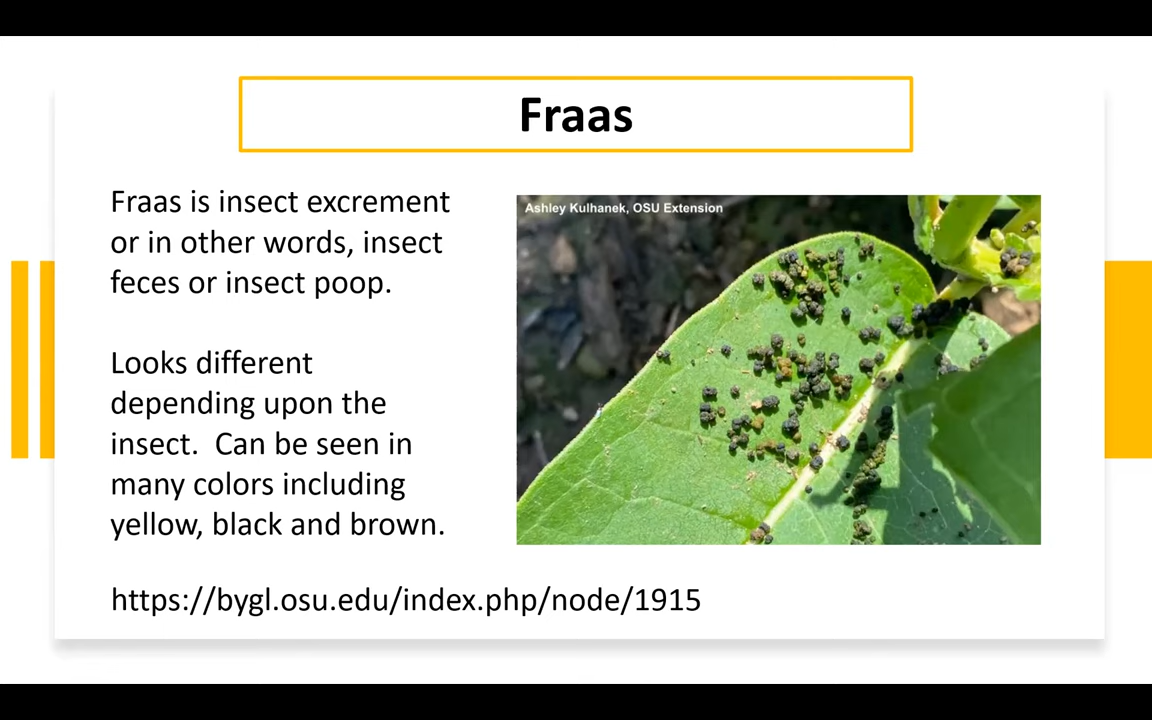 Fraas
Fraas is insect excrement
or in other words, insect
feces or insect poop.
Looks different
depending upon the
insect.  Can be seen in
many colors including
yellow, black and brown.
Ashley Kulhanek, OSU Extension
https://bygl.osu.edu/index.php/node/1915